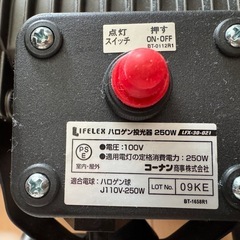 点灯 押す
スイッチ ON・OFF
BT-0112R1
LIFELEX ハロゲン投光器 250W LFX-30-021
PS
E
●電圧：100V
●適用電灯の定格消費電力：250W
室内・屋外
コーナン商事株式会社
適合電球：ハロゲン球
J110V-250W
LOT No. 09KE
BT-1658R1